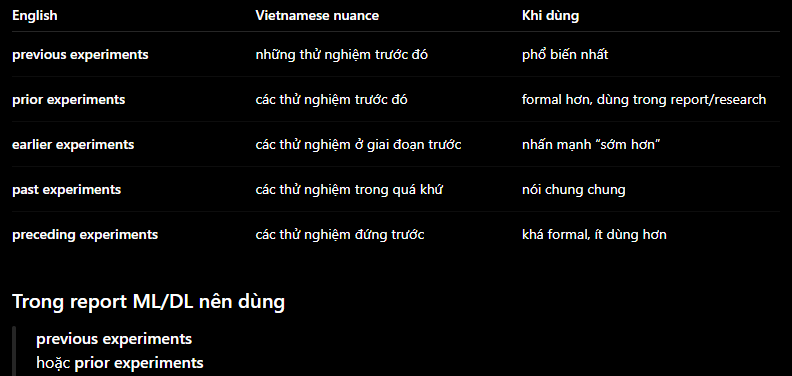 English Vietnamese nuance Khi dùng
previous experiments những thử nghiệm trước đó phổ biến nhất
prior experiments các thử nghiệm trước đó formal hơn, dùng trong report/research
earlier experiments các thử nghiệm ở giai đoạn trước nhấn mạnh “sớm hơn”
past experiments các thử nghiệm trong quá khứ nói chung chung
preceding experiments các thử nghiệm đứng trước khá formal, ít dùng hơn
Trong report ML/DL nên dùng
previous experiments
hoặc prior experiments